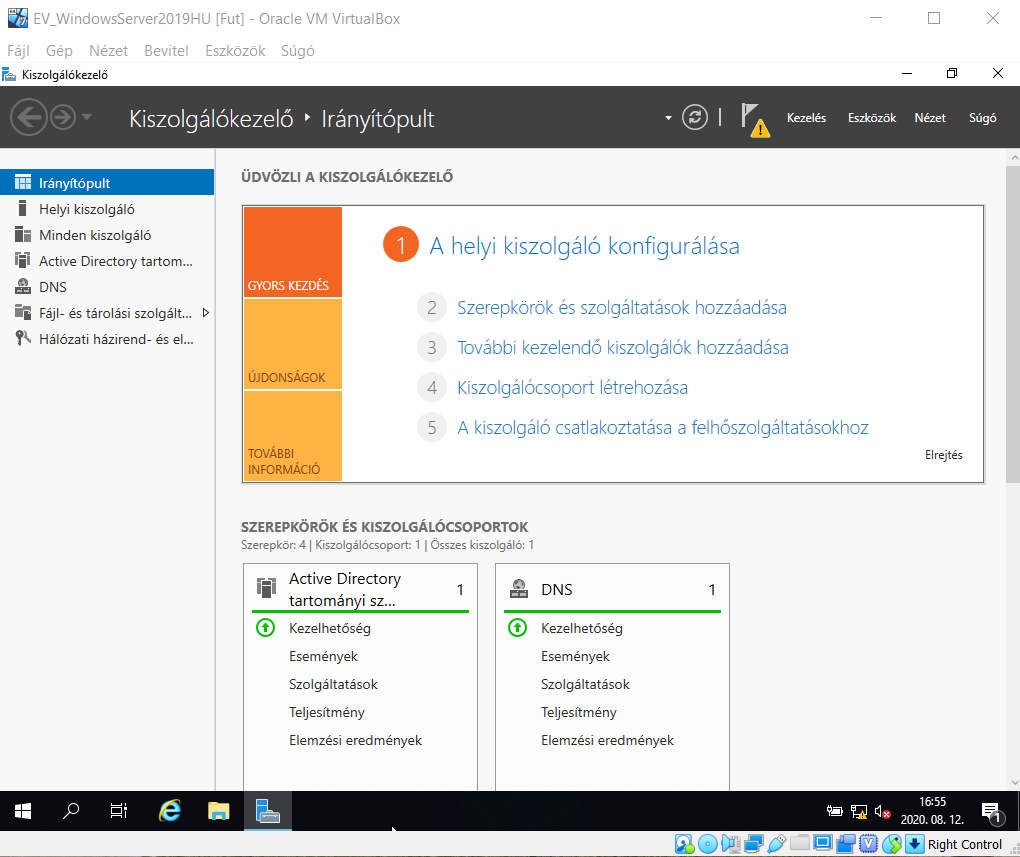 EV_WindowsServer2019HU [Fut] - Oracle VM VirtualBox
Fájl Gép Nézet Bevitel Eszközök Súgó
Kiszolgálókezelő
Kiszolgálókezelő Irányítópult
Kezelés Eszközök Nézet Súgó
Irányítópult
Helyi kiszolgáló
Minden kiszolgáló
Active Directory tartom...
DNS
Fájl- és tárolási szolgált...
Hálózati házirend- és el...
ÜDVÖZLI A KISZOLGÁLÓKEZELŐ
GYORS KEZDÉS
ÚJDONSÁGOK
TOVÁBBI
INFORMÁCIÓ
1 A helyi kiszolgáló konfigurálása
2 Szerepkörök és szolgáltatások hozzáadása
3 További kezelendő kiszolgálók hozzáadása
4 Kiszolgálócsoport létrehozása
5 A kiszolgáló csatlakoztatása a felhőszolgáltatásokhoz
Elrejtés
SZEREPKÖRÖK ÉS KISZOLGÁLÓCSOPORTOK
Szerepkör: 4 | Kiszolgálócsoport: 1 | Összes kiszolgáló: 1
Active Directory
tartományi sz... 1
Kezelhetőség
Események
Szolgáltatások
Teljesítmény
Elemzési eredmények
DNS 1
Kezelhetőség
Események
Szolgáltatások
Teljesítmény
Elemzési eredmények
16:55
2020. 08. 12.
1
Right Control